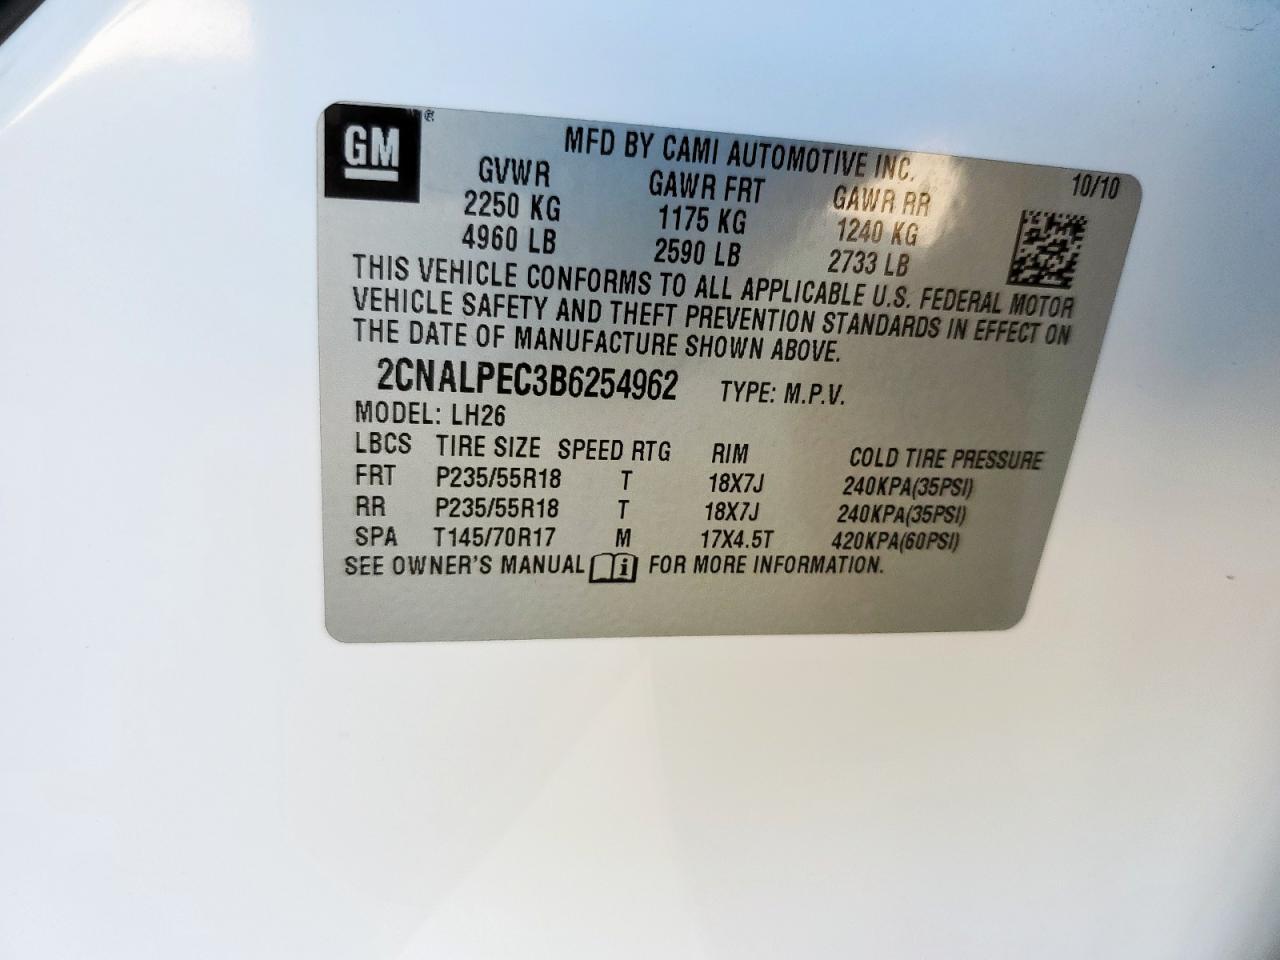 GM®
MFD BY CAMI AUTOMOTIVE INC.
10/10
GVWR GAWR FRT GAWR RR
2250 KG 1175 KG 1240 KG
4960 LB 2590 LB 2733 LB
THIS VEHICLE CONFORMS TO ALL APPLICABLE U.S. FEDERAL MOTOR
VEHICLE SAFETY AND THEFT PREVENTION STANDARDS IN EFFECT ON
THE DATE OF MANUFACTURE SHOWN ABOVE.
2CNALPEC3B6254962 TYPE: M.P.V.
MODEL: LH26
LBCS TIRE SIZE SPEED RTG RIM COLD TIRE PRESSURE
FRT P235/55R18 T 18X7J 240KPA(35PSI)
RR P235/55R18 T 18X7J 240KPA(35PSI)
SPA T145/70R17 M 17X4.5T 420KPA(60PSI)
SEE OWNER'S MANUAL i FOR MORE INFORMATION.